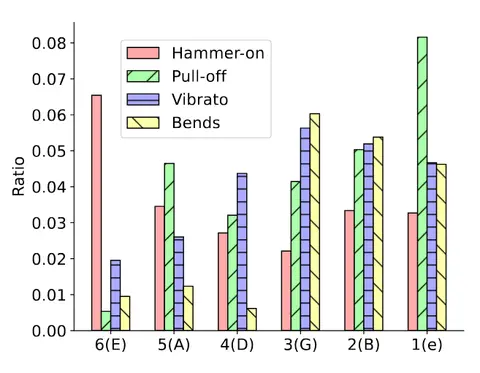 Hammer-on
Pull-off
Vibrato
Bends
Ratio
0.08
0.07
0.06
0.05
0.04
0.03
0.02
0.01
0.00
6(E) 5(A) 4(D) 3(G) 2(B) 1(e)